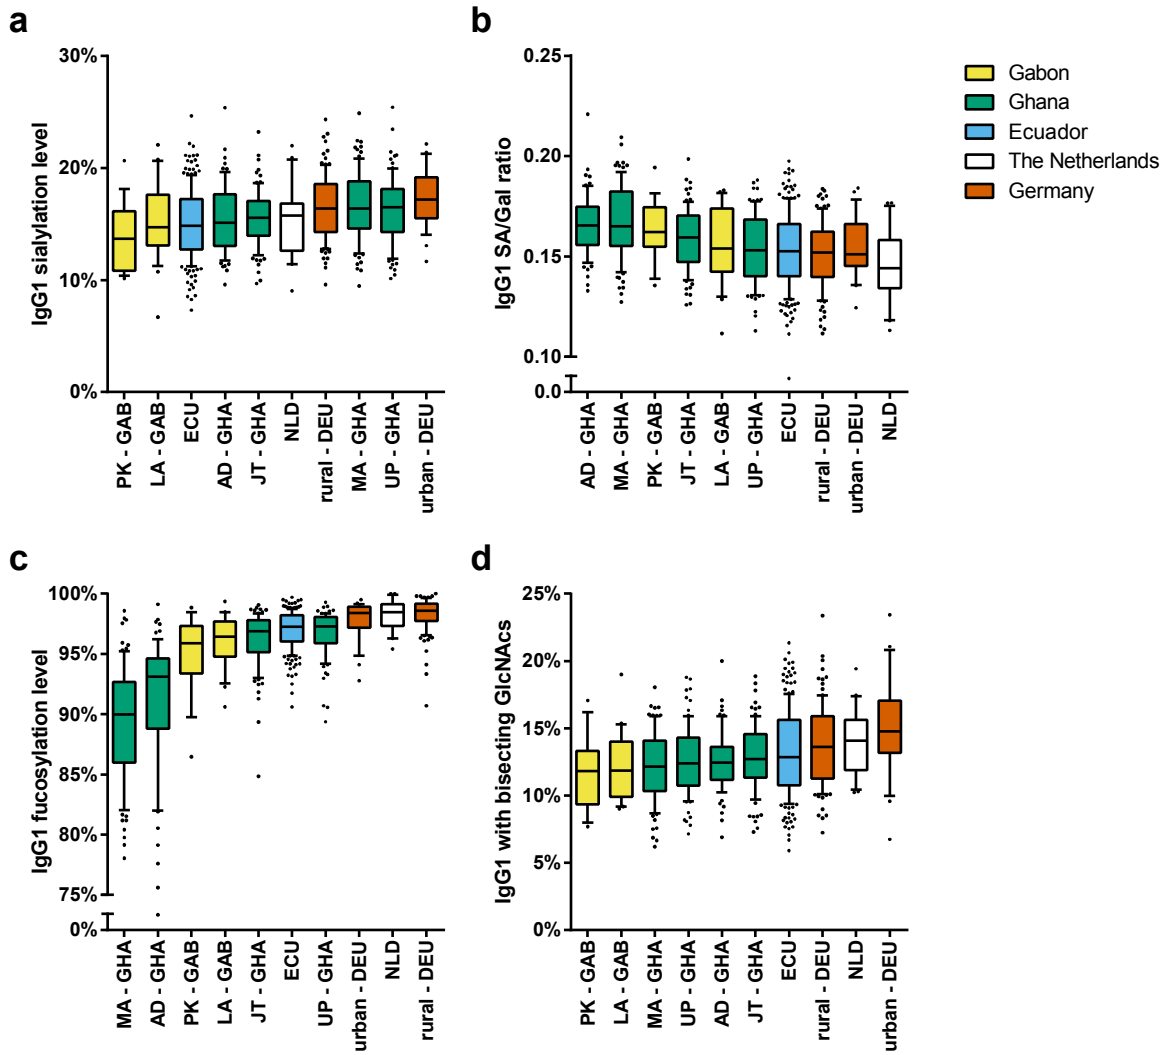 a
30%
20%
10%
0%
IgG1 sialylation level
PK - GAB
LA - GAB
ECU
AD - GHA
JT - GHA
NLD
rural - DEU
MA - GHA
UP - GHA
urban - DEU
b
0.25
0.20
0.15
0.10
0.0
IgG1 SA/Gal ratio
AD - GHA
MA - GHA
PK - GAB
JT - GHA
LA - GAB
UP - GHA
ECU
rural - DEU
urban - DEU
NLD
Gabon
Ghana
Ecuador
The Netherlands
Germany
c
100%
95%
90%
85%
80%
75%
0%
IgG1 fucosylation level
MA - GHA
AD - GHA
PK - GAB
LA - GAB
JT - GHA
ECU
UP - GHA
urban - DEU
NLD
rural - DEU
d
25%
20%
15%
10%
5%
0%
IgG1 with bisecting GlcNAcs
PK - GAB
LA - GAB
MA - GHA
UP - GHA
AD - GHA
JT - GHA
ECU
rural - DEU
NLD
urban - DEU